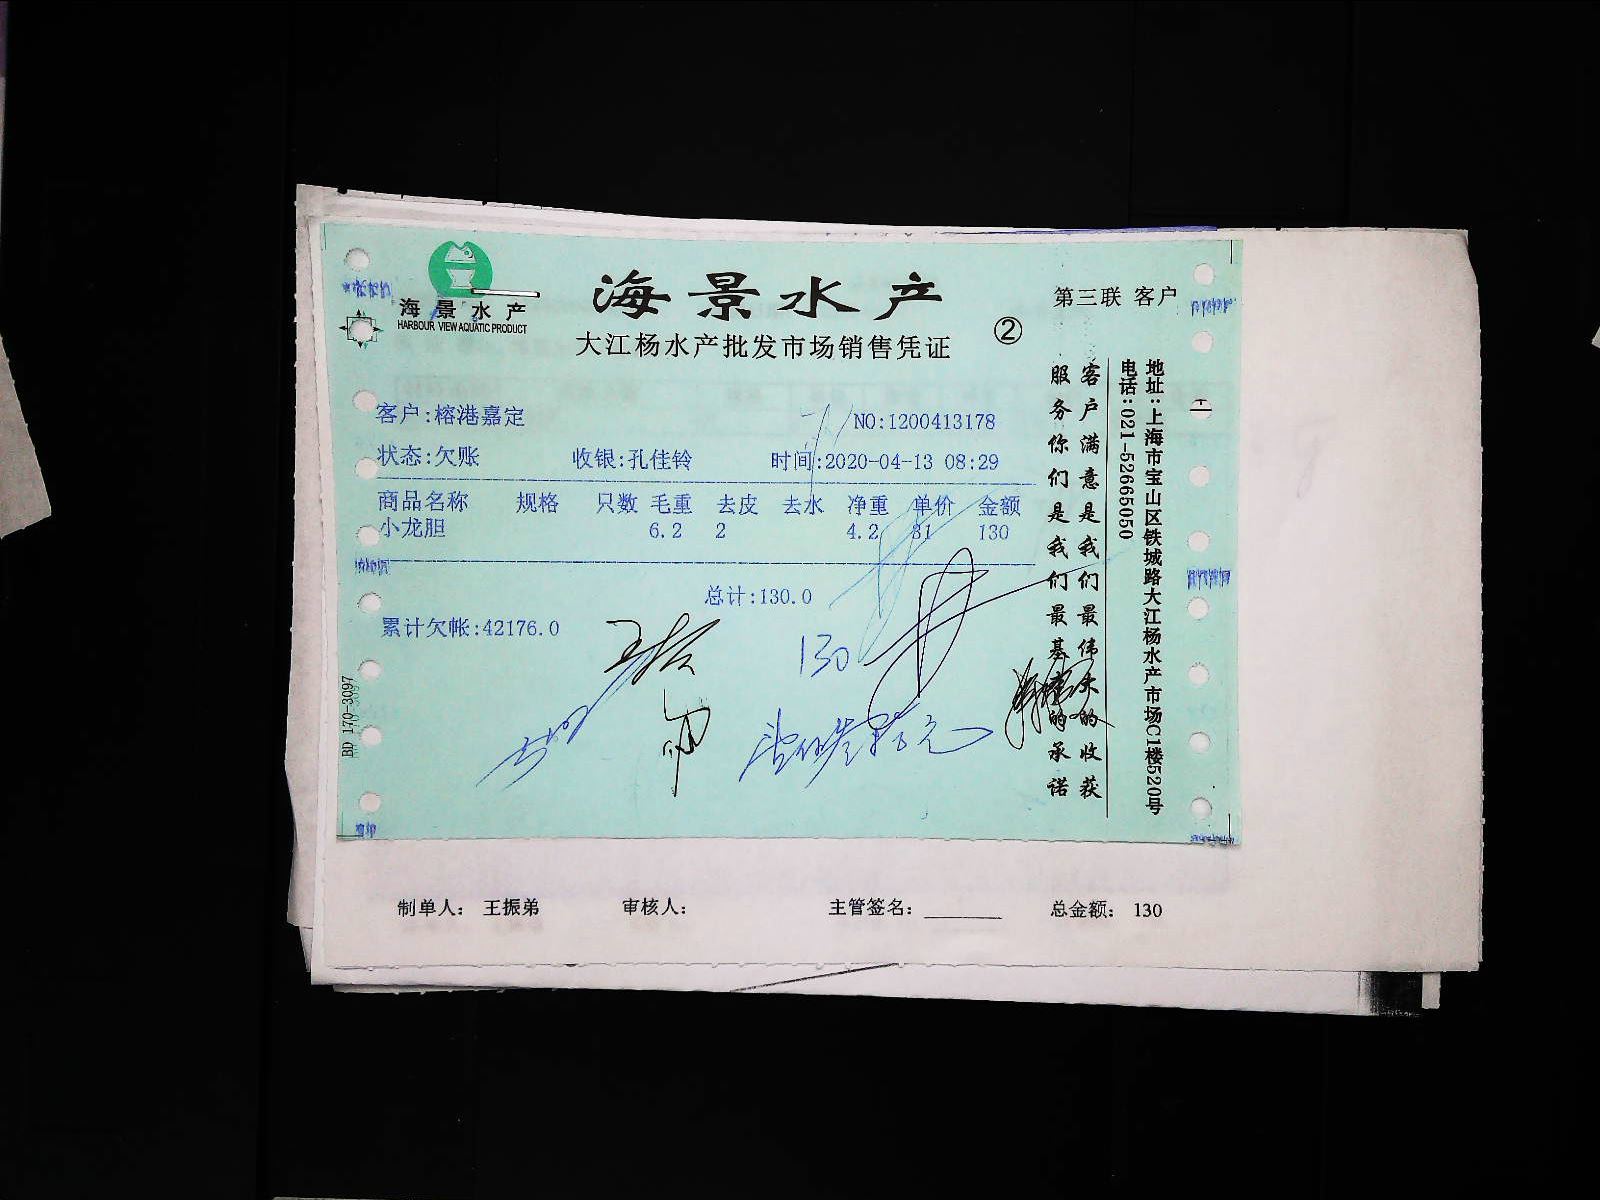 海景水产
HARBOUR VIEW AQUATIC PRODUCT
海景水产
大江杨水产批发市场销售凭证
②
第三联 客户
客户:榕港嘉定
NO:1200413178
状态:欠账 收银:孔佳铃 时间:2020-04-13 08:29
商品名称 规格 只数 毛重 去皮 去水 净重 单价 金额
小龙胆 6.2 2 4.2 31 130
总计:130.0
累计欠帐:42176.0
130
客户满意是我们最伟大的收获
服务你们是我们最基本的承诺
地址:上海市宝山区铁城路大江杨水产市场C1楼520号
电话:021-52665050
BD 170-3097
制单人: 王振弟 审核人: 主管签名: 总金额: 130